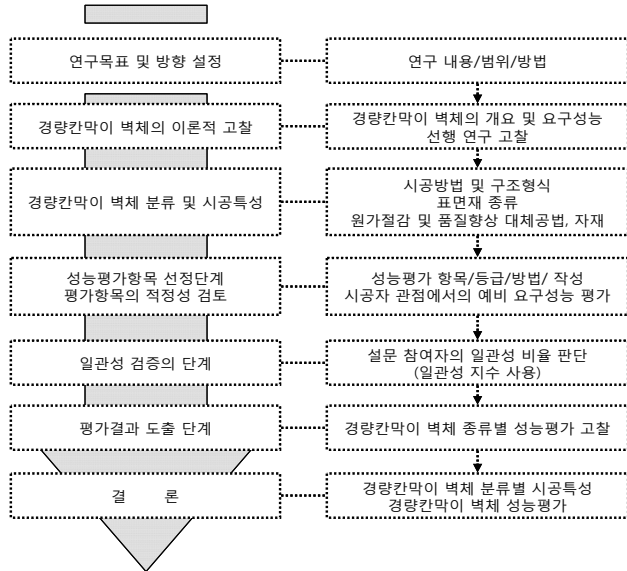 연구목표 및 방향 설정
연구 내용/범위/방법
경량칸막이 벽체의 이론적 고찰
경량칸막이 벽체의 개요 및 요구성능
선행 연구 고찰
경량칸막이 벽체 분류 및 시공특성
시공방법 및 구조형식
표면재 종류
원가절감 및 품질향상 대체공법, 자재
성능평가항목 선정단계
평가항목의 적정성 검토
성능평가 항목/등급/방법/ 작성
시공자 관점에서의 예비 요구성능 평가
일관성 검증의 단계
설문 참여자의 일관성 비율 판단
(일관성 지수 사용)
평가결과 도출 단계
경량칸막이 벽체 종류별 성능평가 고찰
결 론
경량칸막이 벽체 분류별 시공특성
경량칸막이 벽체 성능평가